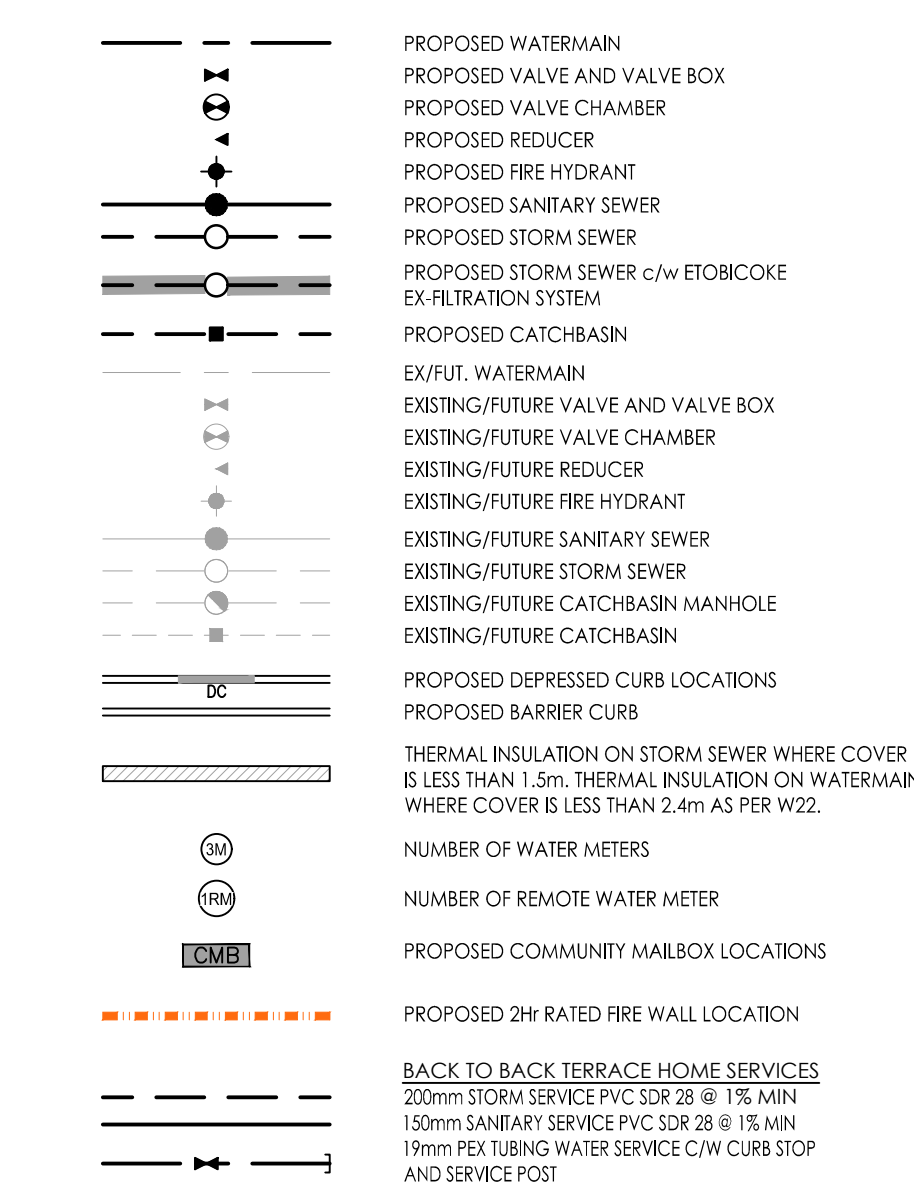 PROPOSED WATERMAIN
PROPOSED VALVE AND VALVE BOX
PROPOSED VALVE CHAMBER
PROPOSED REDUCER
PROPOSED FIRE HYDRANT
PROPOSED SANITARY SEWER
PROPOSED STORM SEWER
PROPOSED STORM SEWER c/w ETOBICOKE
EX-FILTRATION SYSTEM
PROPOSED CATCHBASIN
EX/FUT. WATERMAIN
EXISTING/FUTURE VALVE AND VALVE BOX
EXISTING/FUTURE VALVE CHAMBER
EXISTING/FUTURE REDUCER
EXISTING/FUTURE FIRE HYDRANT
EXISTING/FUTURE SANITARY SEWER
EXISTING/FUTURE STORM SEWER
EXISTING/FUTURE CATCHBASIN MANHOLE
EXISTING/FUTURE CATCHBASIN
DC PROPOSED DEPRESSED CURB LOCATIONS
PROPOSED BARRIER CURB
THERMAL INSULATION ON STORM SEWER WHERE COVER
IS LESS THAN 1.5m. THERMAL INSULATION ON WATERMAIN
WHERE COVER IS LESS THAN 2.4m AS PER W22.
3M NUMBER OF WATER METERS
1RM NUMBER OF REMOTE WATER METER
CMB PROPOSED COMMUNITY MAILBOX LOCATIONS
PROPOSED 2Hr RATED FIRE WALL LOCATION
BACK TO BACK TERRACE HOME SERVICES
200mm STORM SERVICE PVC SDR 28 @ 1% MIN
150mm SANITARY SERVICE PVC SDR 28 @ 1% MIN
19mm PEX TUBING WATER SERVICE C/W CURB STOP
AND SERVICE POST